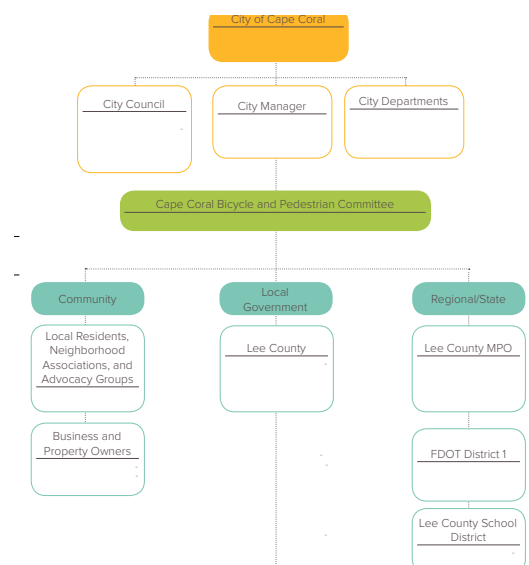 City of Cape Coral
City Council
City Manager
City Departments
Cape Coral Bicycle and Pedestrian Committee
Community
Local
Government
Regional/State
Local Residents,
Neighborhood
Associations, and
Advocacy Groups
Lee County
Lee County MPO
Business and
Property Owners
FDOT District 1
Lee County School
District